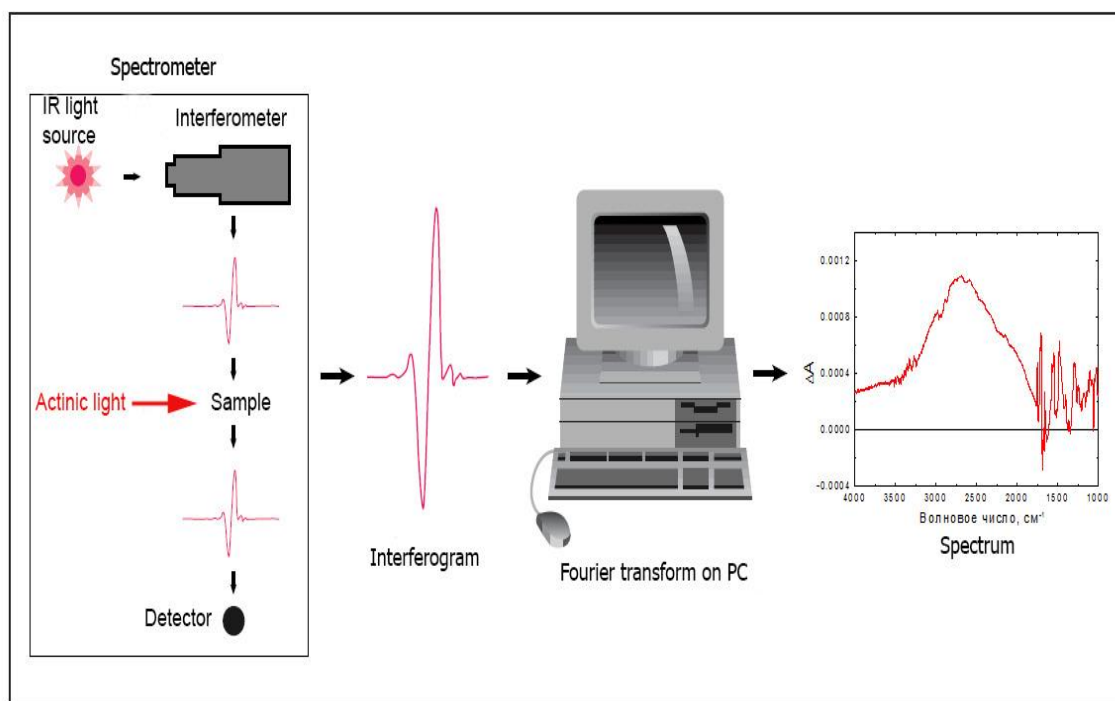 Spectrometer
IR light
source
Interferometer
Actinic light
Sample
Detector
Interferogram
Fourier transform on PC
ΔA
0.0012
0.0008
0.0004
0.0000
-0.0004
4000 3500 3000 2500 2000 1500 1000
Волновое число, см-1
Spectrum